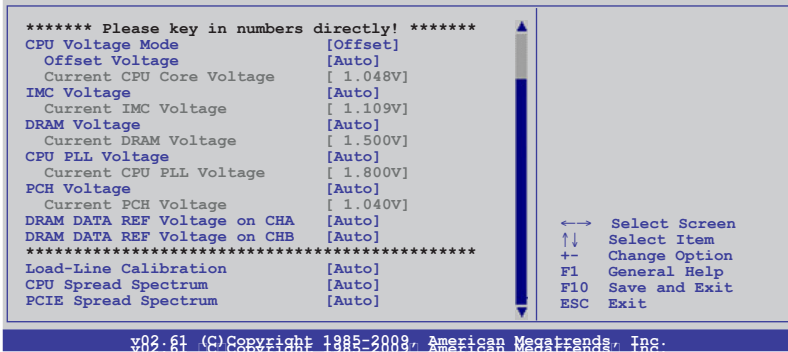 ******* Please key in numbers directly! *******
CPU Voltage Mode [Offset]
Offset Voltage [Auto]
Current CPU Core Voltage [ 1.048V]
IMC Voltage [Auto]
Current IMC Voltage [ 1.109V]
DRAM Voltage [Auto]
Current DRAM Voltage [ 1.500V]
CPU PLL Voltage [Auto]
Current CPU PLL Voltage [ 1.800V]
PCH Voltage [Auto]
Current PCH Voltage [ 1.040V]
DRAM DATA REF Voltage on CHA [Auto]
DRAM DATA REF Voltage on CHB [Auto]
***********************************************
Load-Line Calibration [Auto]
CPU Spread Spectrum [Auto]
PCIE Spread Spectrum [Auto]
←→ Select Screen
↑↓ Select Item
+- Change Option
F1 General Help
F10 Save and Exit
ESC Exit
v02.61 (C)Copyright 1985-2009, American Megatrends, Inc.